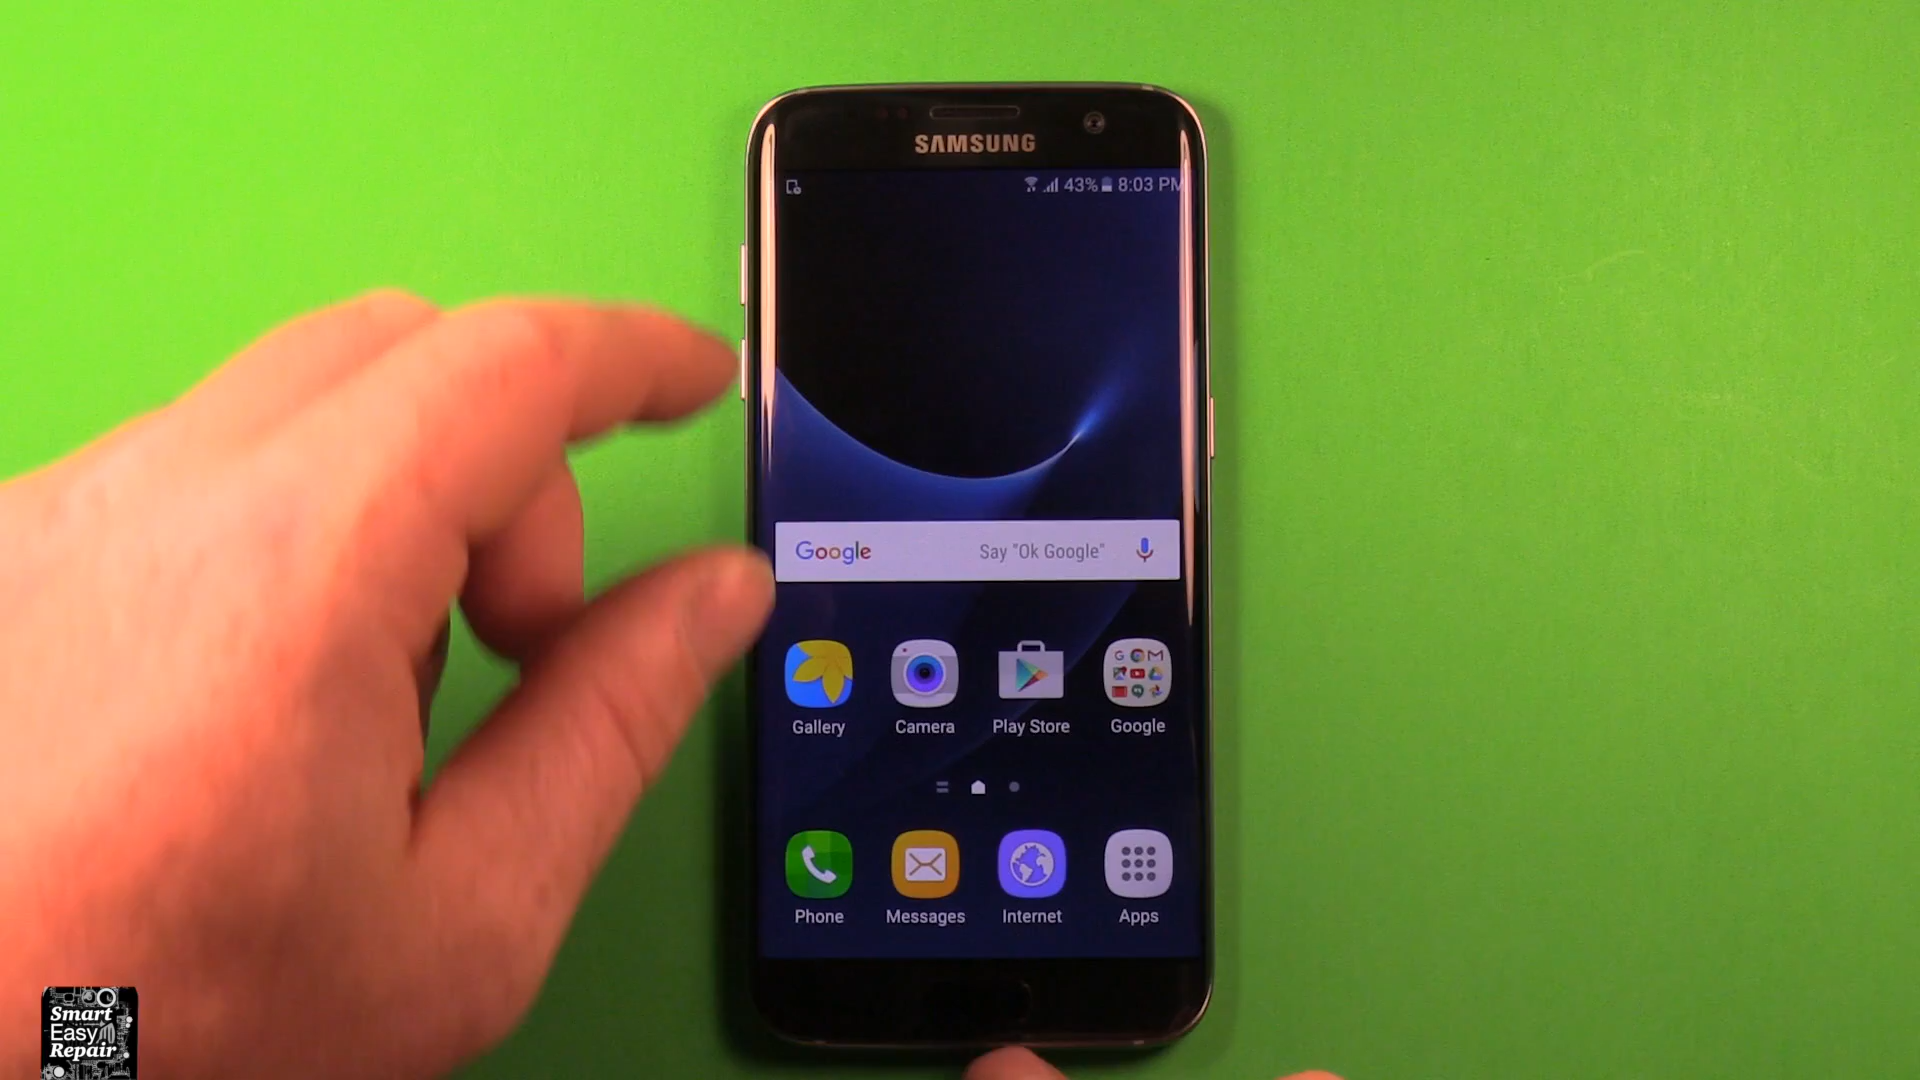 SAMSUNG
43% 8:03 PM
Google Say "Ok Google"
Gallery Camera Play Store Google
Phone Messages Internet Apps
Smart
Easy
Repair